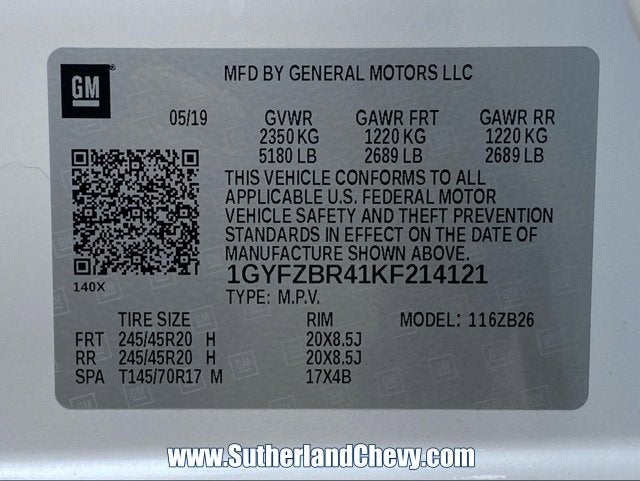 GM
MFD BY GENERAL MOTORS LLC
05/19 GVWR GAWR FRT GAWR RR
2350 KG 1220 KG 1220 KG
5180 LB 2689 LB 2689 LB
THIS VEHICLE CONFORMS TO ALL
APPLICABLE U.S. FEDERAL MOTOR
VEHICLE SAFETY AND THEFT PREVENTION
STANDARDS IN EFFECT ON THE DATE OF
MANUFACTURE SHOWN ABOVE.
140X
1GYFZBR41KF214121
TYPE: M.P.V.
TIRE SIZE RIM MODEL: 116ZB26
FRT 245/45R20 H 20X8.5J
RR 245/45R20 H 20X8.5J
SPA T145/70R17 M 17X4B
www.SutherlandChevy.com